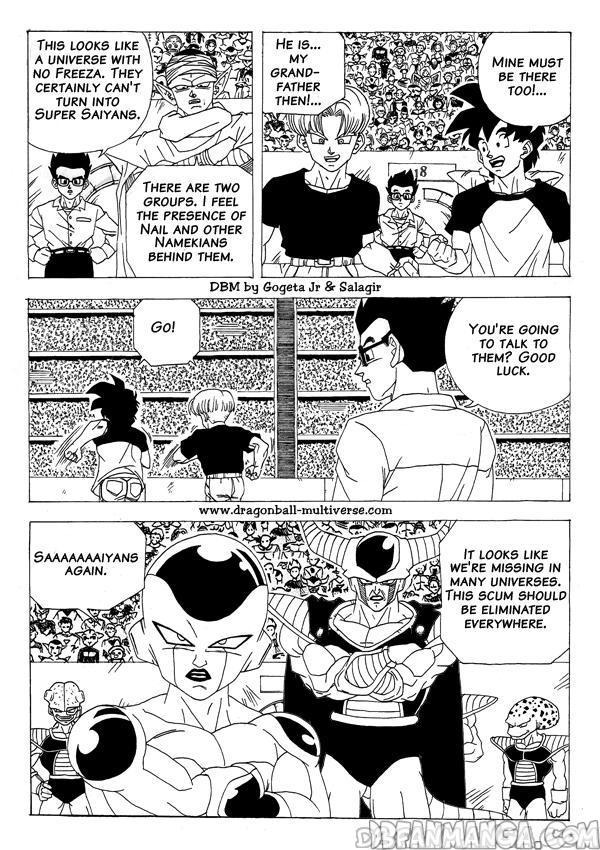 THIS LOOKS LIKE
A UNIVERSE WITH
NO FREEZA. THEY
CERTAINLY CAN'T
TURN INTO
SUPER SAIYANS.
THERE ARE TWO
GROUPS. I FEEL
THE PRESENCE OF
NAIL AND OTHER
NAMEKIANS
BEHIND THEM.
HE IS...
MY
GRAND-
FATHER
THEN!...
MINE MUST
BE THERE
TOO!...
18
DBM by Gogeta Jr & Salagir
GO!
YOU'RE GOING
TO TALK TO
THEM? GOOD
LUCK.
www.dragonball-multiverse.com
SAAAAAAAIYANS
AGAIN.
IT LOOKS LIKE
WE'RE MISSING IN
MANY UNIVERSES.
THIS SCUM SHOULD
BE ELIMINATED
EVERYWHERE.
DBFANMANGA.COM